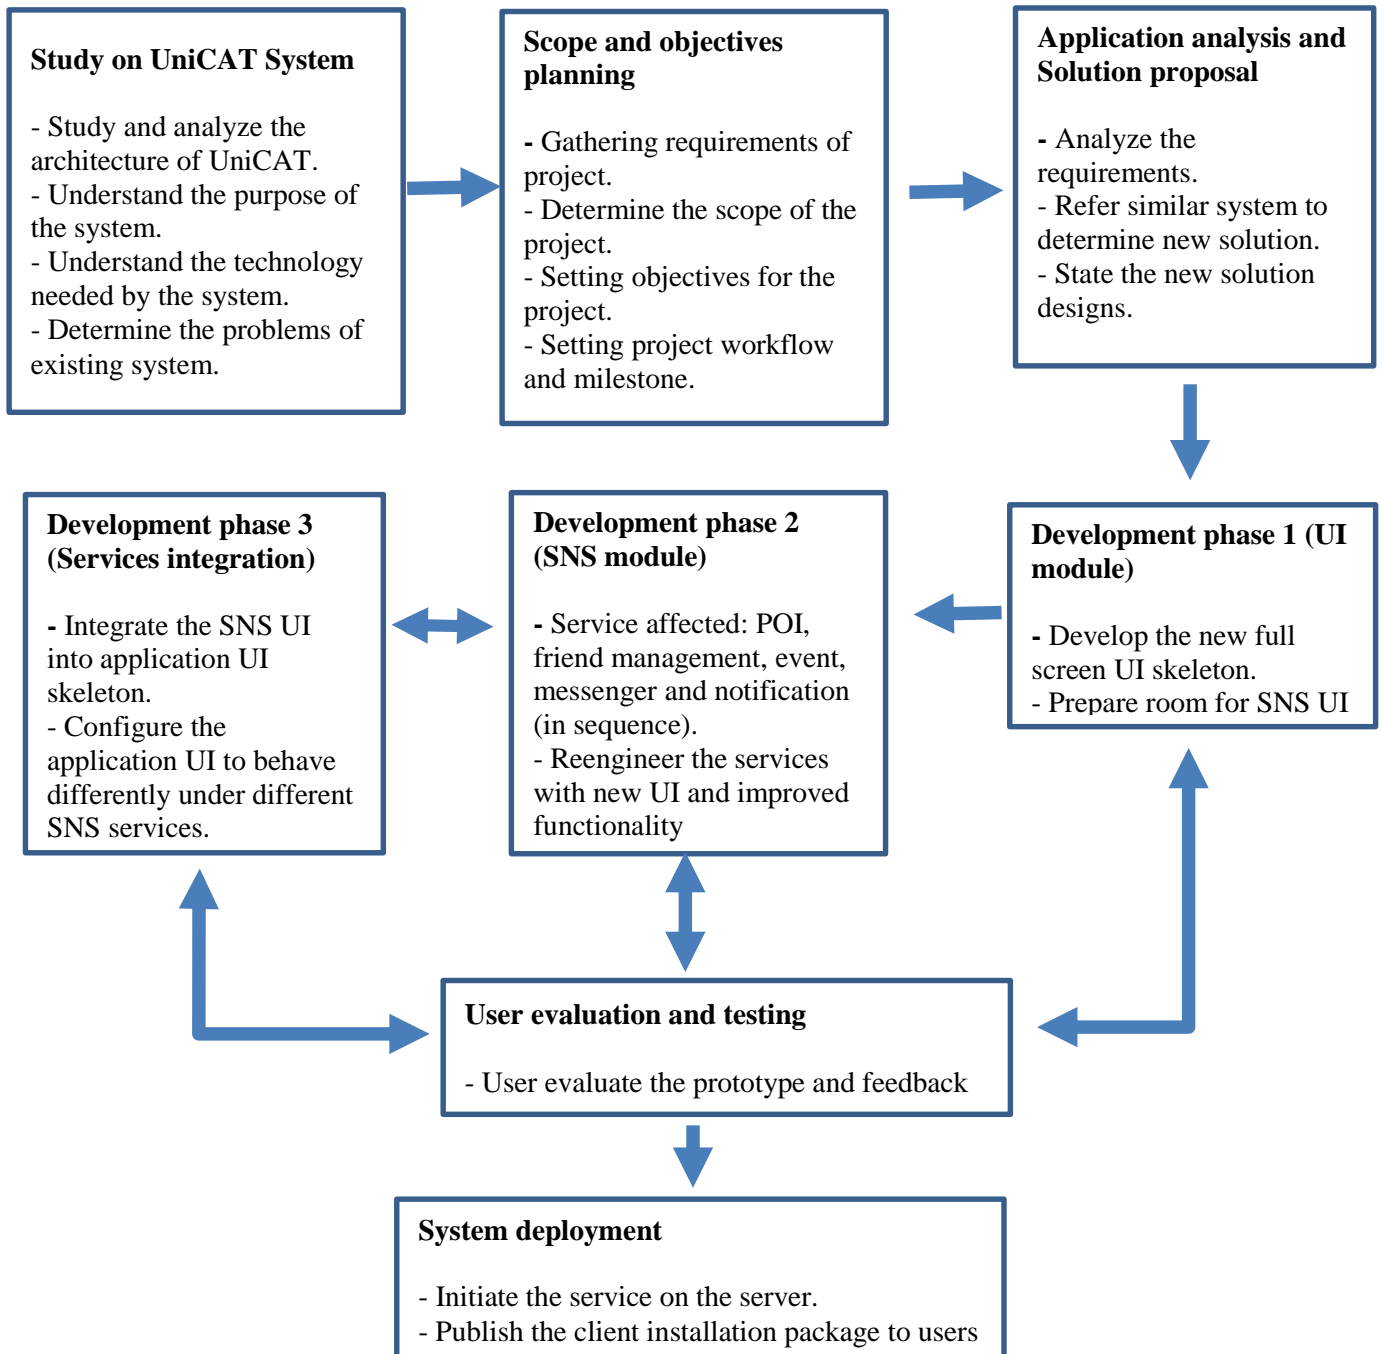 Study on UniCAT System
- Study and analyze the
architecture of UniCAT.
- Understand the purpose of
the system.
- Understand the technology
needed by the system.
- Determine the problems of
existing system.
Scope and objectives
planning
- Gathering requirements of
project.
- Determine the scope of the
project.
- Setting objectives for the
project.
- Setting project workflow
and milestone.
Application analysis and
Solution proposal
- Analyze the
requirements.
- Refer similar system to
determine new solution.
- State the new solution
designs.
Development phase 1 (UI
module)
- Develop the new full
screen UI skeleton.
- Prepare room for SNS UI
Development phase 2
(SNS module)
- Service affected: POI,
friend management, event,
messenger and notification
(in sequence).
- Reengineer the services
with new UI and improved
functionality
Development phase 3
(Services integration)
- Integrate the SNS UI
into application UI
skeleton.
- Configure the
application UI to behave
differently under different
SNS services.
User evaluation and testing
- User evaluate the prototype and feedback
System deployment
- Initiate the service on the server.
- Publish the client installation package to users